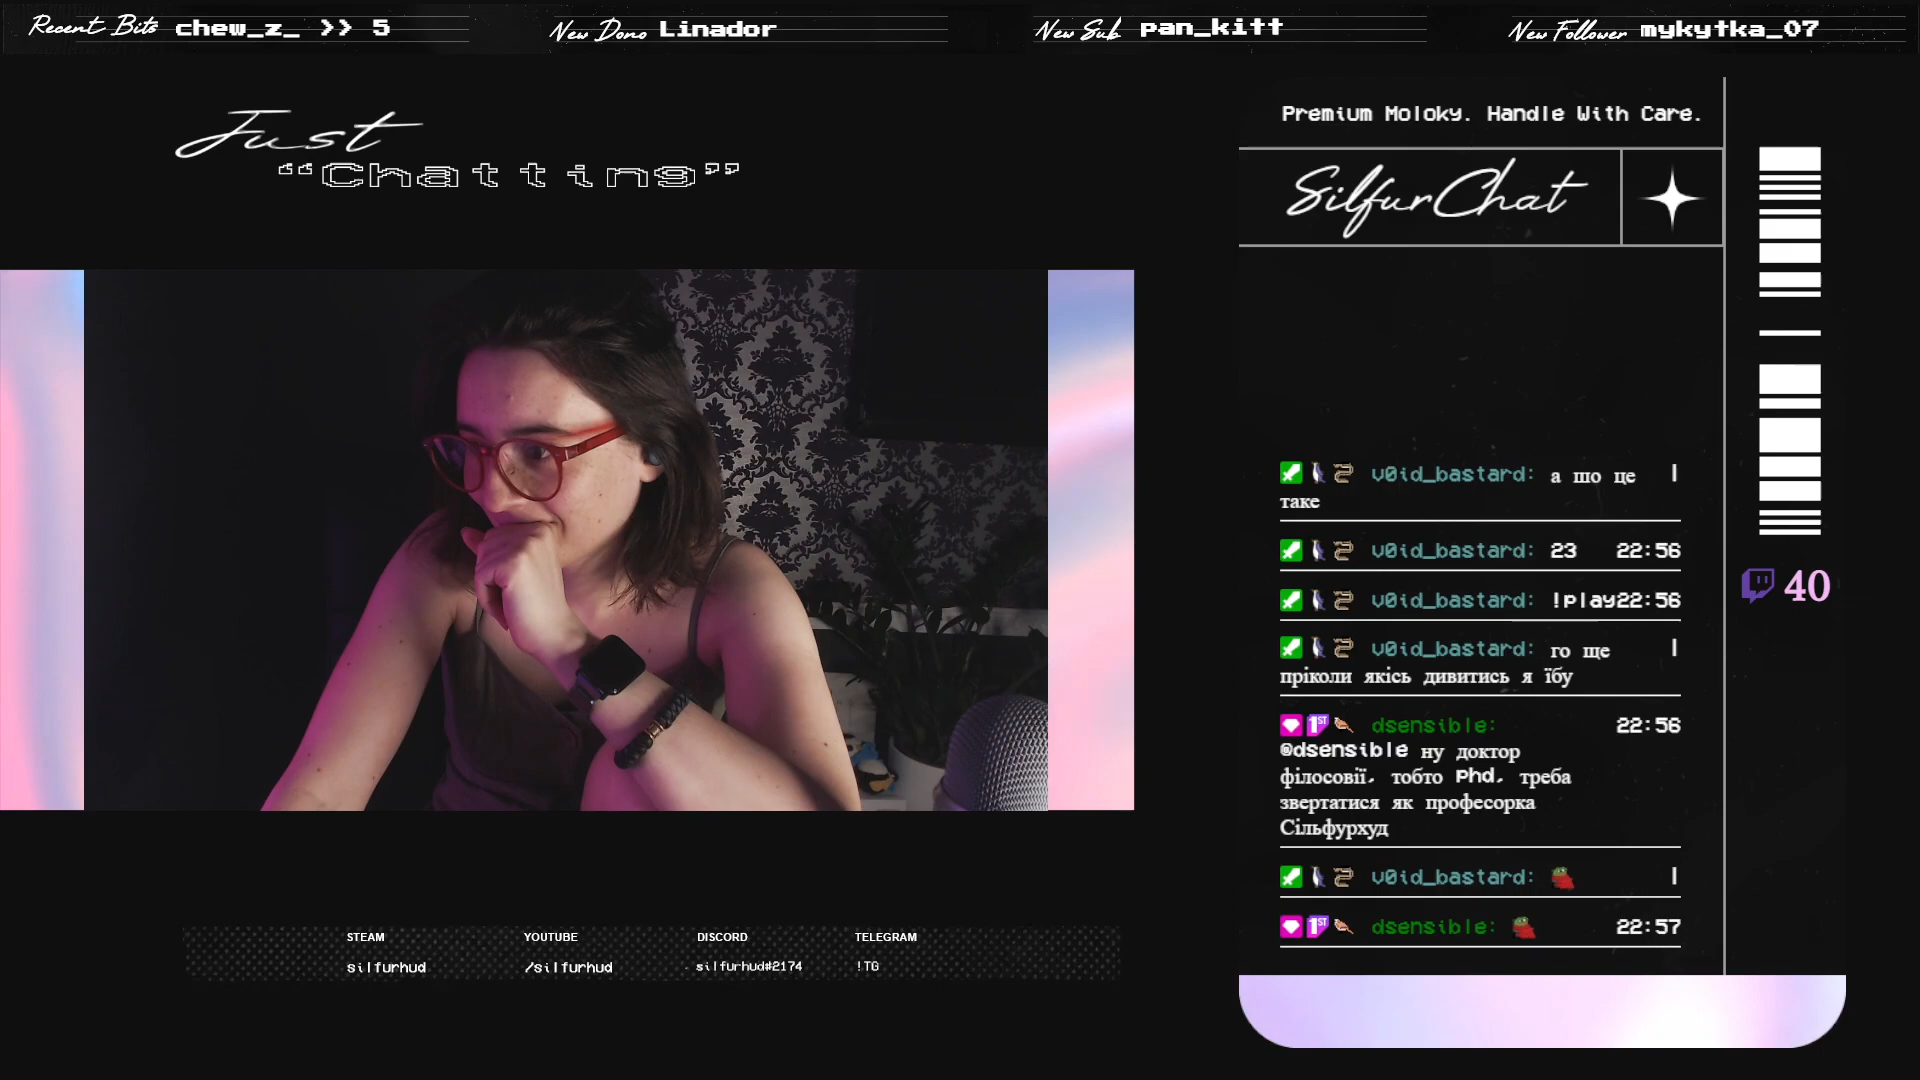 Recent Bits chew_z_ >> 5
New Dono Linador
New Sub pan_kitt
New Follower mykytka_07
Just
“Chatting”
Premium Moloky. Handle With Care.
SilfurChat
v0id_bastard: а шо це
таке
v0id_bastard: 23 22:56
v0id_bastard: !play22:56
v0id_bastard: го ще
пріколи якісь дивитись я їбу
1ST dsensible: 22:56
@dsensible ну доктор
філософії, тобто phd, треба
звертатися як професорка
Сільфурхуд
v0id_bastard:
1ST dsensible: 22:57
40
STEAM YOUTUBE DISCORD TELEGRAM
silfurhud /silfurhud silfurhud#2174 !TG